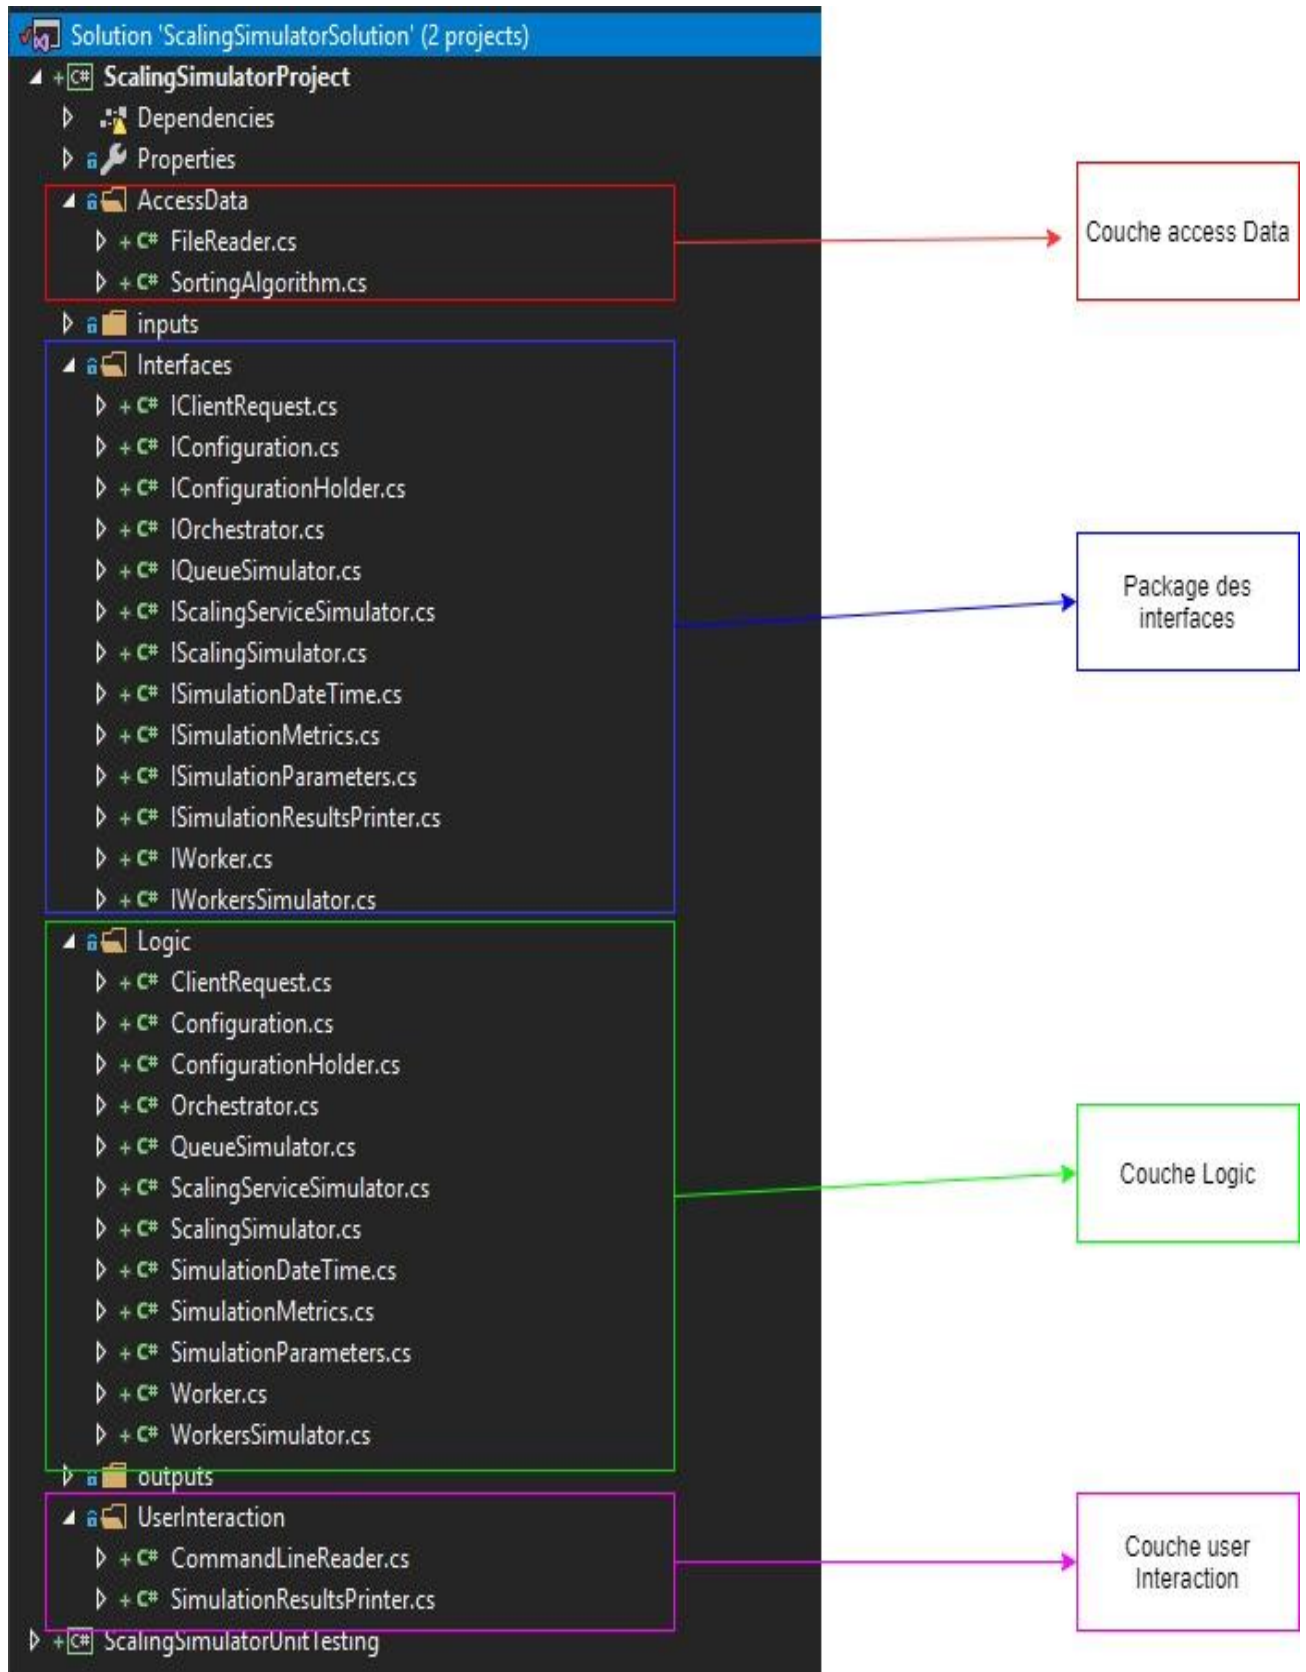 Solution 'ScalingSimulatorSolution' (2 projects)
C# ScalingSimulatorProject
Dependencies
Properties
AccessData
C# FileReader.cs
C# SortingAlgorithm.cs
inputs
Interfaces
C# IClientRequest.cs
C# IConfiguration.cs
C# IConfigurationHolder.cs
C# IOrchestrator.cs
C# IQueueSimulator.cs
C# IScalingServiceSimulator.cs
C# IScalingSimulator.cs
C# ISimulationDateTime.cs
C# ISimulationMetrics.cs
C# ISimulationParameters.cs
C# ISimulationResultsPrinter.cs
C# IWorker.cs
C# IWorkersSimulator.cs
Logic
C# ClientRequest.cs
C# Configuration.cs
C# ConfigurationHolder.cs
C# Orchestrator.cs
C# QueueSimulator.cs
C# ScalingServiceSimulator.cs
C# ScalingSimulator.cs
C# SimulationDateTime.cs
C# SimulationMetrics.cs
C# SimulationParameters.cs
C# Worker.cs
C# WorkersSimulator.cs
outputs
UserInteraction
C# CommandLineReader.cs
C# SimulationResultsPrinter.cs
C# ScalingSimulatorUnitTesting
Couche access Data
Package des
interfaces
Couche Logic
Couche user
Interaction